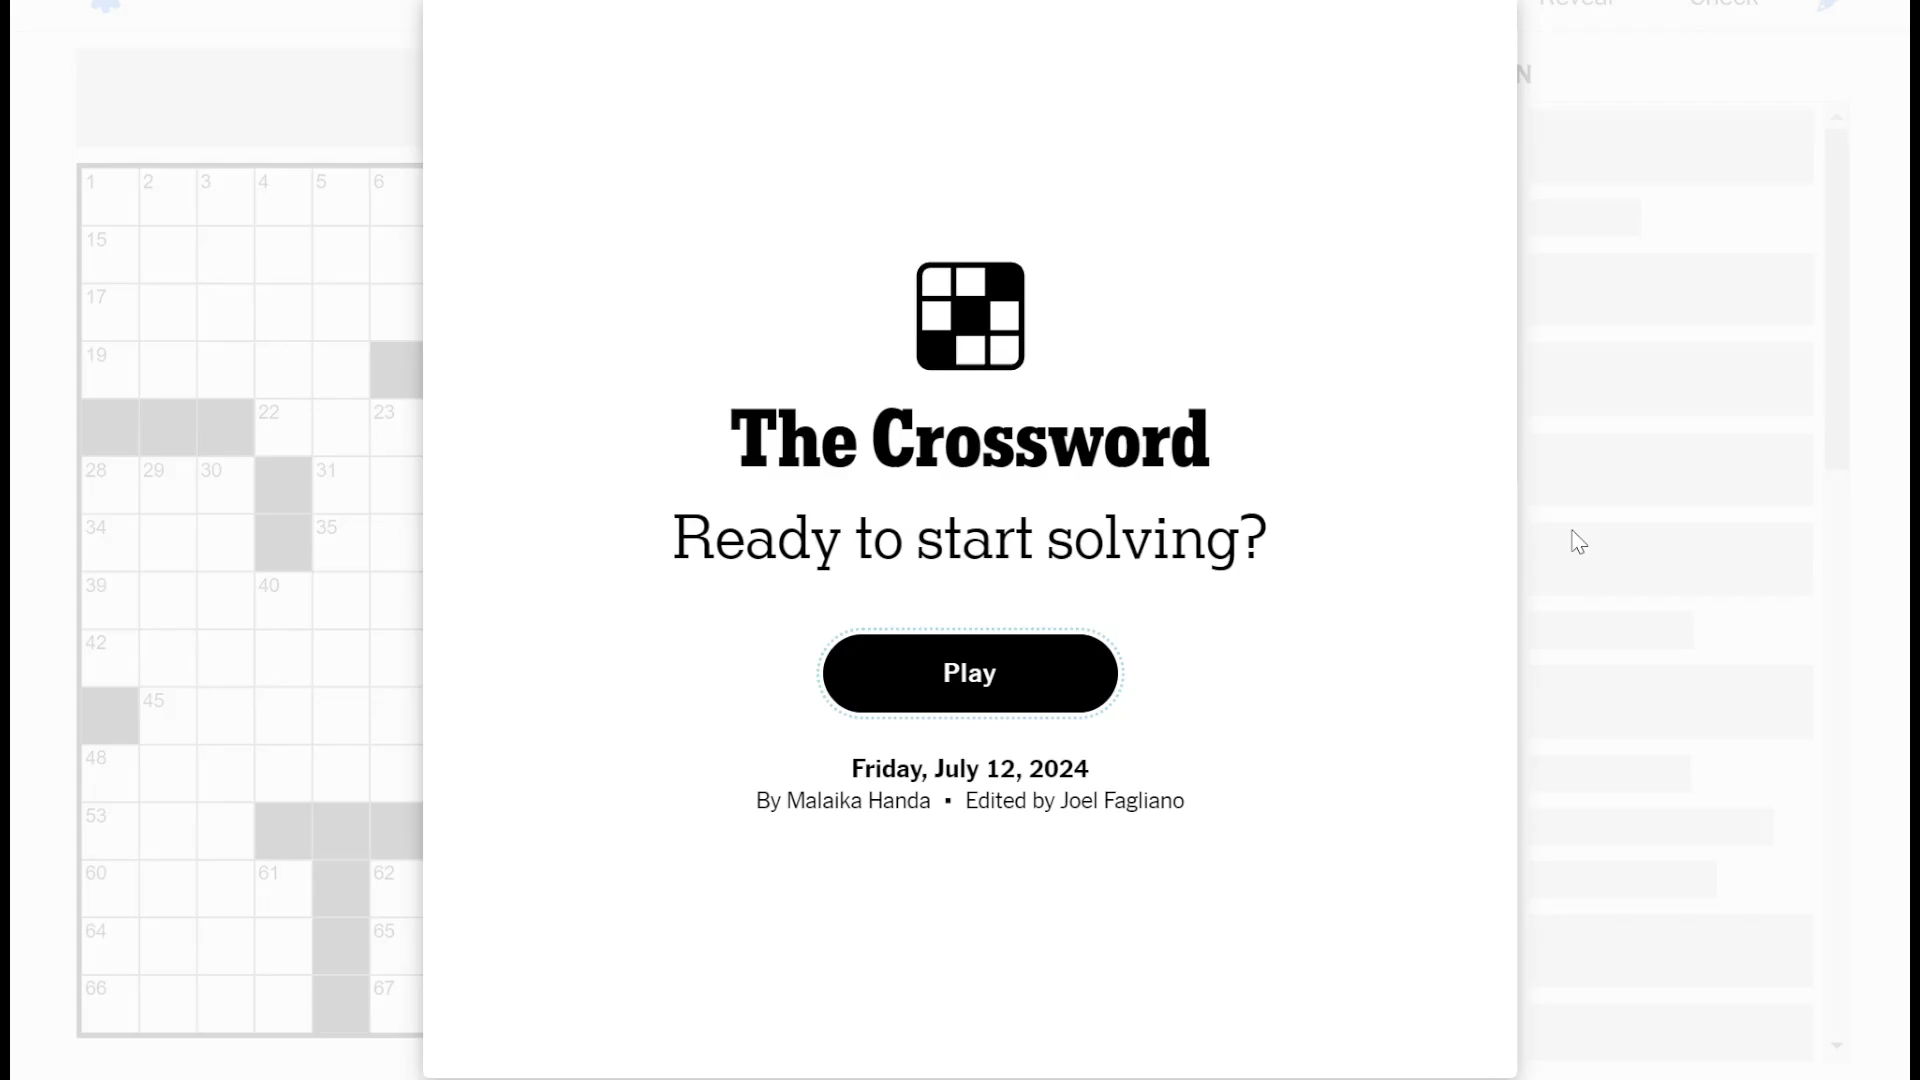 Reveal Check
N
1 2 3 4 5 6
15
17
19
22 23
28 29 30 31
34 35
39 40
42
45
48
53
60 61 62
64 65
66 67
The Crossword
Ready to start solving?
Play
Friday, July 12, 2024
By Malaika Handa ▪ Edited by Joel Fagliano